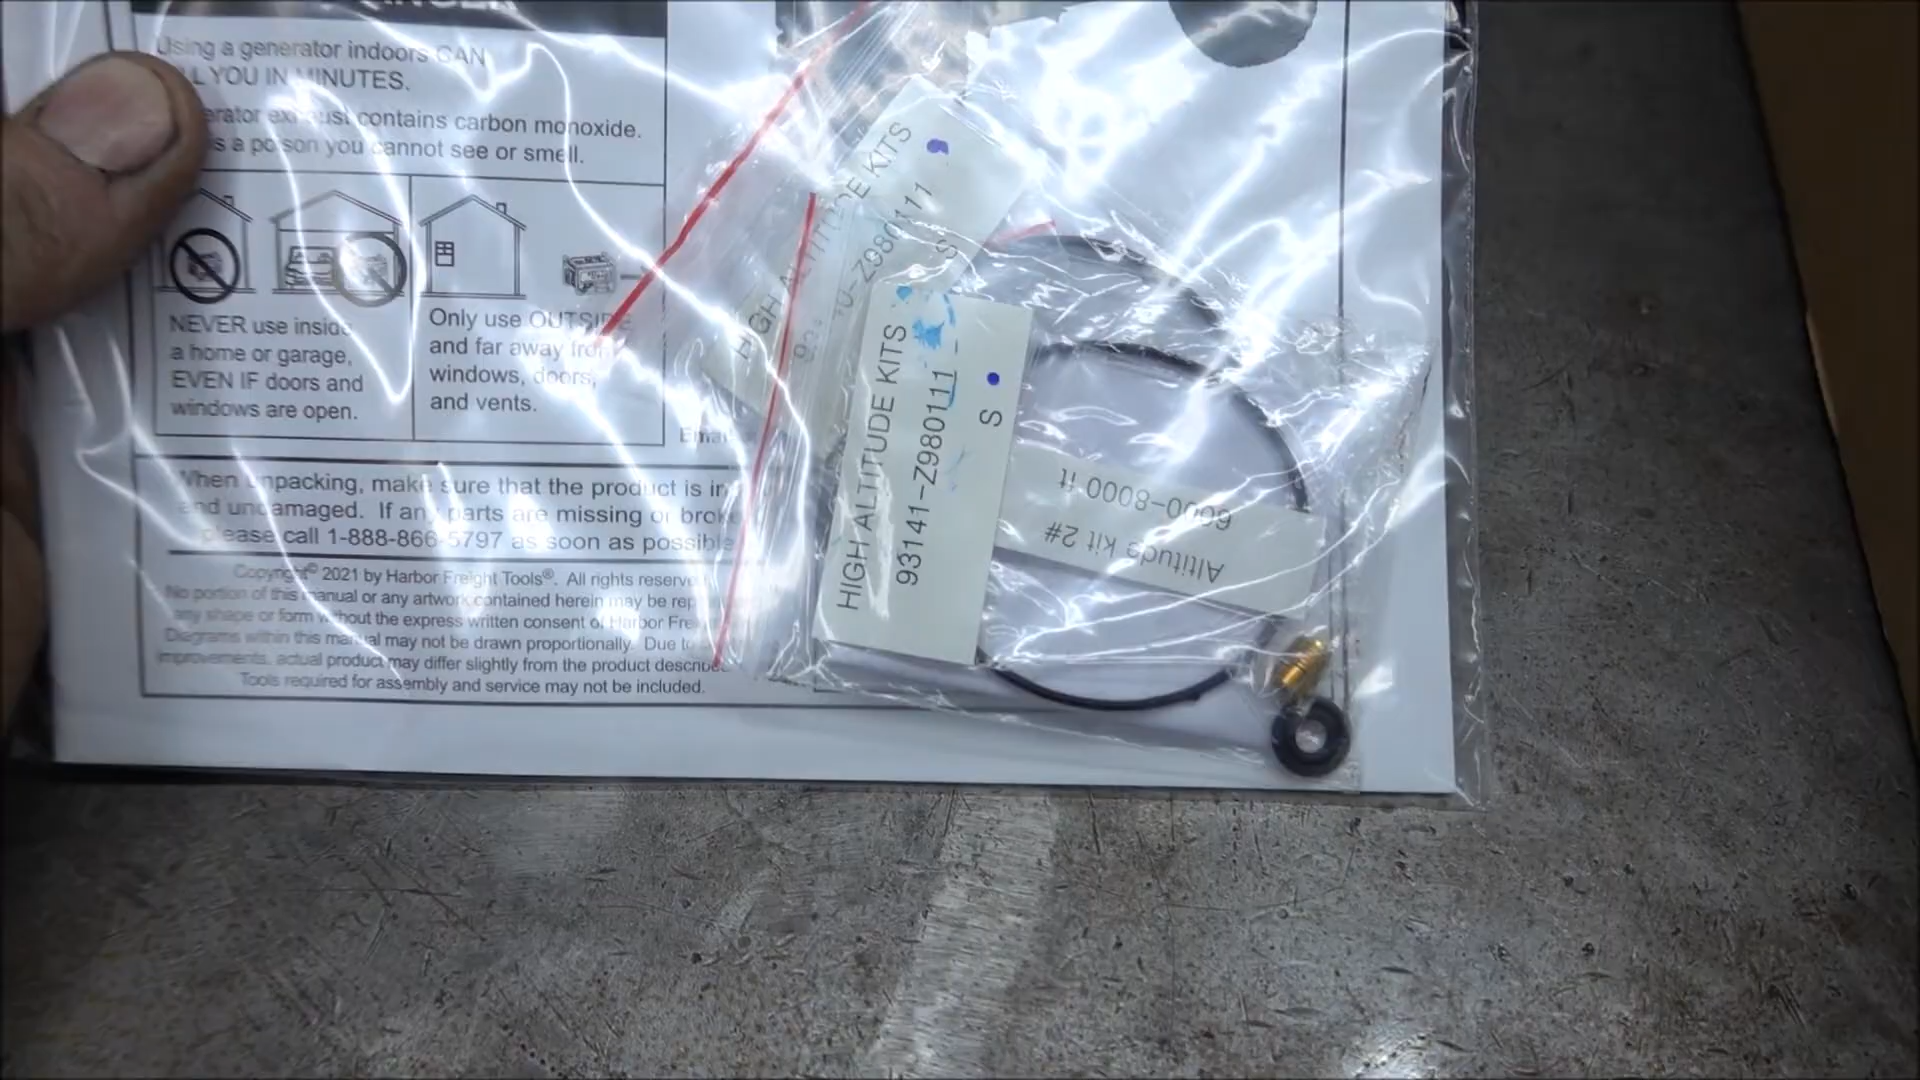 Using a generator indoors CAN
YOU IN MINUTES.
exhaust contains carbon monoxide.
is a poison you cannot see or smell.
NEVER use inside
a home or garage,
EVEN IF doors and
windows are open.
Only use OUTSIDE
and far away from
windows, doors,
and vents.
Email
When unpacking, make sure that the product is
and undamaged. If any parts are missing or
please call 1-888-866-5797 as soon as possible
Copyright© 2021 by Harbor Freight Tools®. All rights
No portion of this manual or any artwork contained herein may be
any shape or form without the express written consent of Harbor
Diagrams within this manual may not be drawn proportionally. Due to
improvements, actual product may differ slightly from the product
Tools required for assembly and service may not be included.
HIGH ALTITUDE KITS
Z980111
S
HIGH ALTITUDE KITS
93141-Z980111
S
Altitude kit 2#
6000-8000 ft